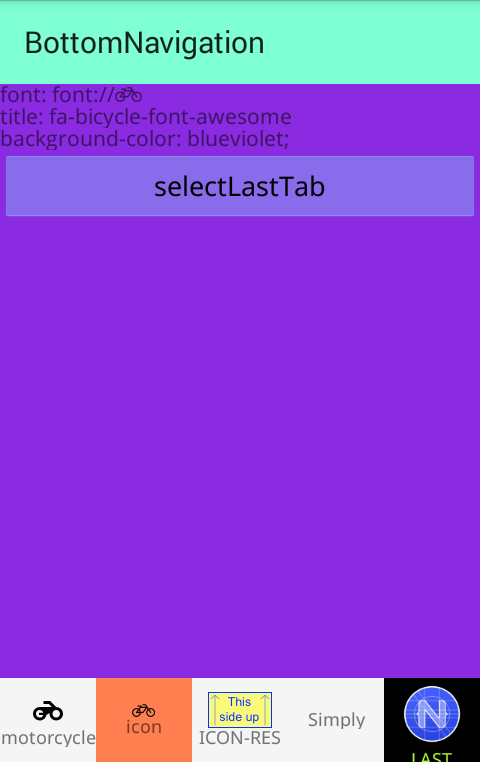 BottomNavigation
font: font://
title: fa-bicycle-font-awesome
background-color: blueviolet;
selectLastTab
motorcycle
icon
This
side up
ICON-RES
Simply
N
LAST